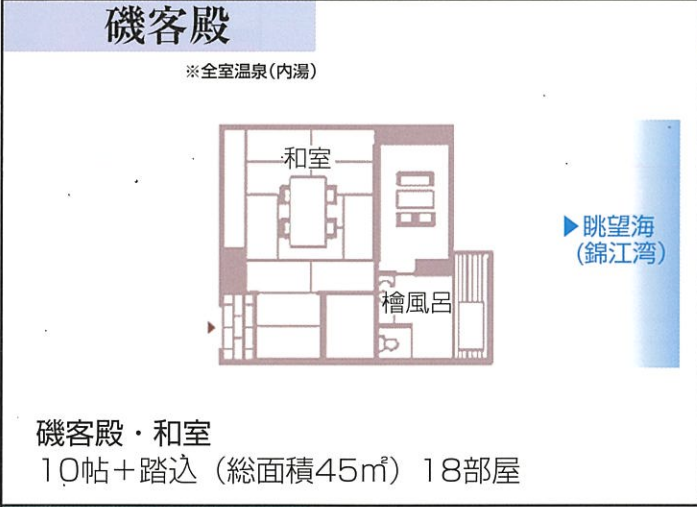 磯客殿
※全室温泉(内湯)
和室
▶眺望海
(錦江湾)
檜風呂
磯客殿・和室
10帖+踏込（総面積45㎡）18部屋